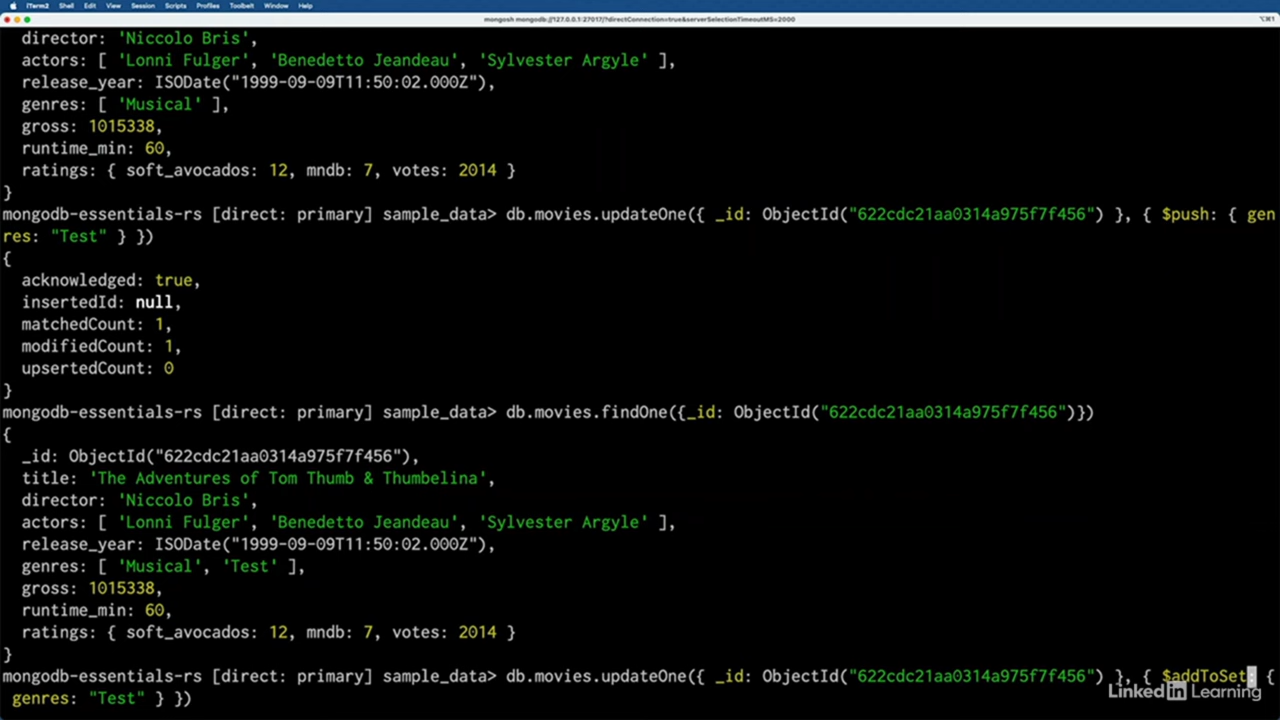 iTerm2 Shell Edit View Session Scripts Profiles Toolbelt Window Help
mongosh mongodb://127.0.0.1:27017/?directConnection=true&serverSelectionTimeoutMS=2000
director: 'Niccolo Bris',
actors: [ 'Lonni Fulger', 'Benedetto Jeandeau', 'Sylvester Argyle' ],
release_year: ISODate("1999-09-09T11:50:02.000Z"),
genres: [ 'Musical' ],
gross: 1015338,
runtime_min: 60,
ratings: { soft_avocados: 12, mndb: 7, votes: 2014 }
}
mongodb-essentials-rs [direct: primary] sample_data> db.movies.updateOne({ _id: ObjectId("622cdc21aa0314a975f7f456") }, { $push: { gen
res: "Test" } })
{
acknowledged: true,
insertedId: null,
matchedCount: 1,
modifiedCount: 1,
upsertedCount: 0
}
mongodb-essentials-rs [direct: primary] sample_data> db.movies.findOne({_id: ObjectId("622cdc21aa0314a975f7f456")})
{
_id: ObjectId("622cdc21aa0314a975f7f456"),
title: 'The Adventures of Tom Thumb & Thumbelina',
director: 'Niccolo Bris',
actors: [ 'Lonni Fulger', 'Benedetto Jeandeau', 'Sylvester Argyle' ],
release_year: ISODate("1999-09-09T11:50:02.000Z"),
genres: [ 'Musical', 'Test' ],
gross: 1015338,
runtime_min: 60,
ratings: { soft_avocados: 12, mndb: 7, votes: 2014 }
}
mongodb-essentials-rs [direct: primary] sample_data> db.movies.updateOne({ _id: ObjectId("622cdc21aa0314a975f7f456") }, { $addToSet: {
genres: "Test" } })
LinkedIn Learning